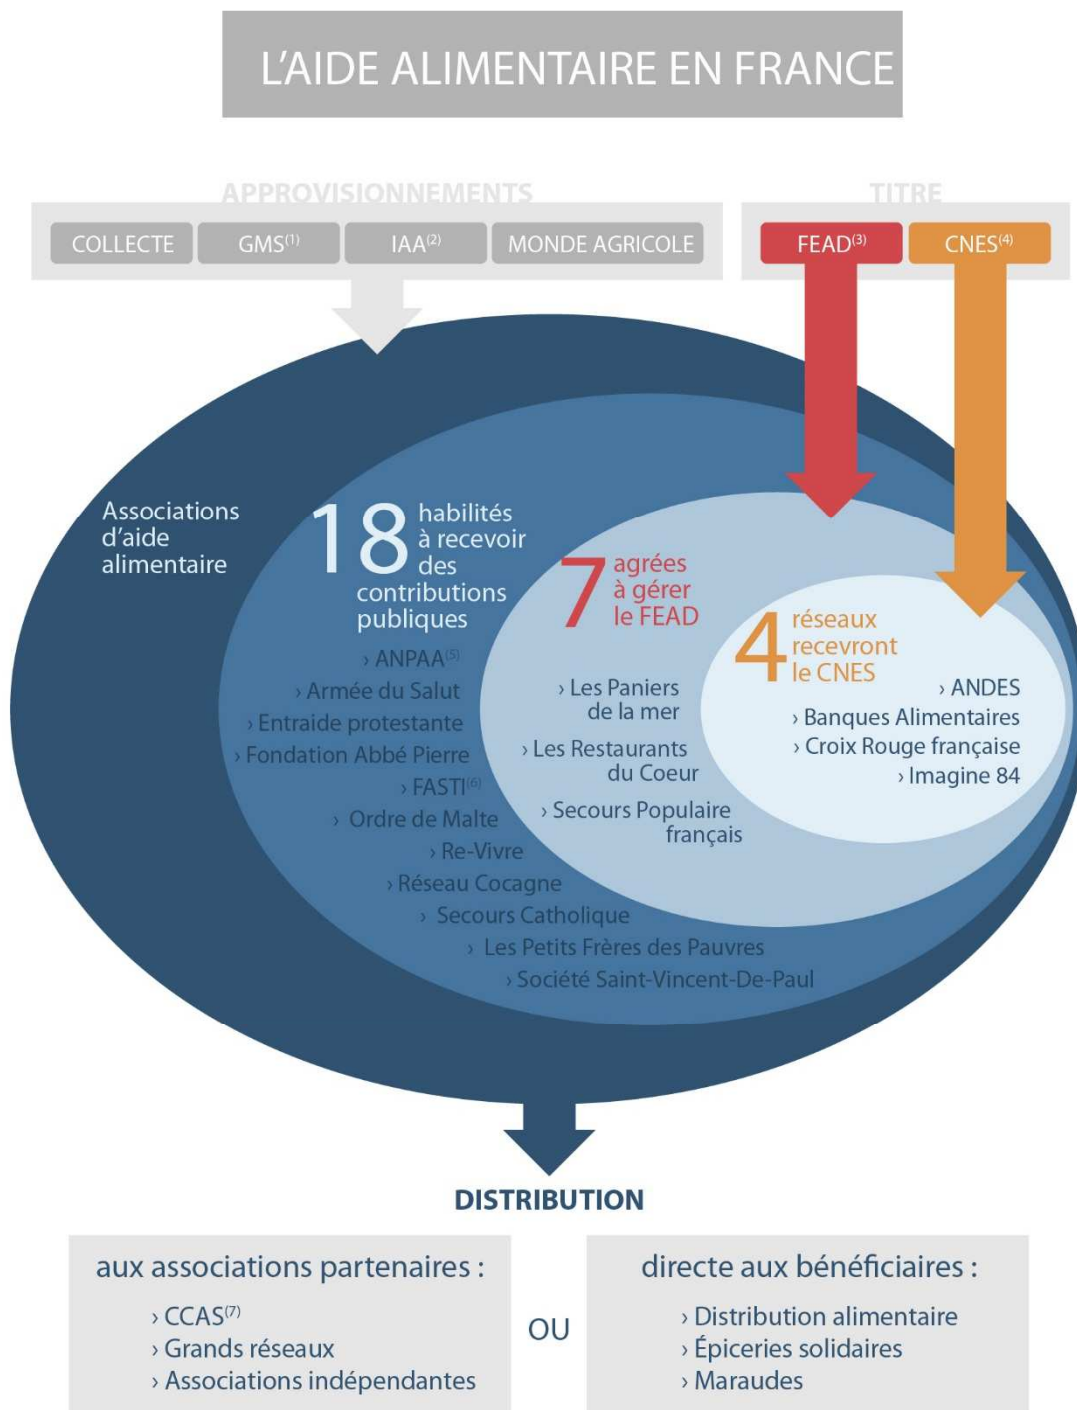 L'AIDE ALIMENTAIRE EN FRANCE
APPROVISIONNEMENTS
TITRE
COLLECTE
GMS(1)
IAA(2)
MONDE AGRICOLE
FEAD(3)
CNES(4)
Associations
d'aide
alimentaire
18 habilités
à recevoir
des
contributions
publiques
› ANPAA(5)
› Armée du Salut
› Entraide protestante
› Fondation Abbé Pierre
› FASTI(6)
› Ordre de Malte
› Re-Vivre
› Réseau Cocagne
› Secours Catholique
› Les Petits Frères des Pauvres
› Société Saint-Vincent-De-Paul
7 agrées
à gérer
le FEAD
› Les Paniers
de la mer
› Les Restaurants
du Coeur
› Secours Populaire
français
4 réseaux
recevront
le CNES
› ANDES
› Banques Alimentaires
› Croix Rouge française
› Imagine 84
DISTRIBUTION
aux associations partenaires :
› CCAS(7)
› Grands réseaux
› Associations indépendantes
OU
directe aux bénéficiaires :
› Distribution alimentaire
› Épiceries solidaires
› Maraudes